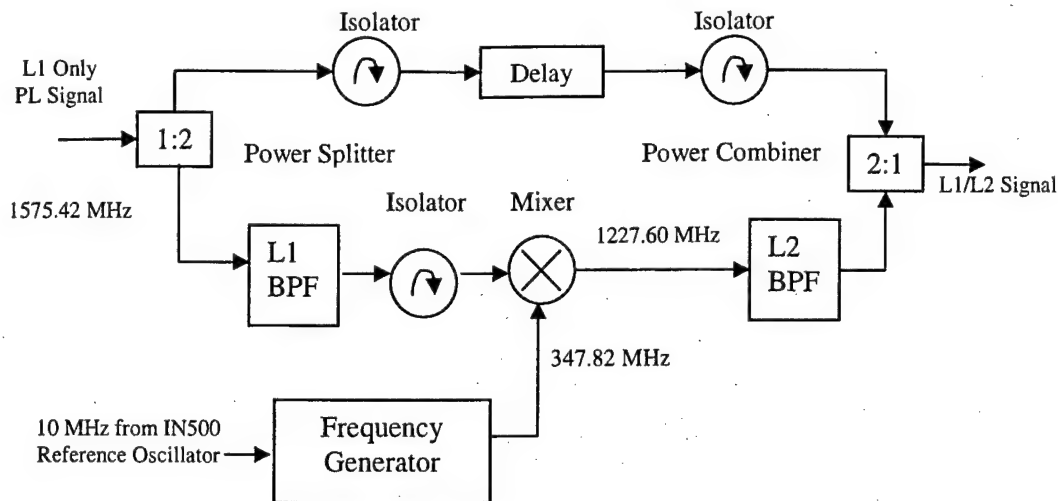 Isolator
Isolator
L1 Only
PL Signal
Delay
1:2
Power Splitter
Power Combiner
2:1
L1/L2 Signal
1575.42 MHz
Isolator
Mixer
1227.60 MHz
L1
BPF
L2
BPF
347.82 MHz
10 MHz from IN500
Reference Oscillator
Frequency
Generator